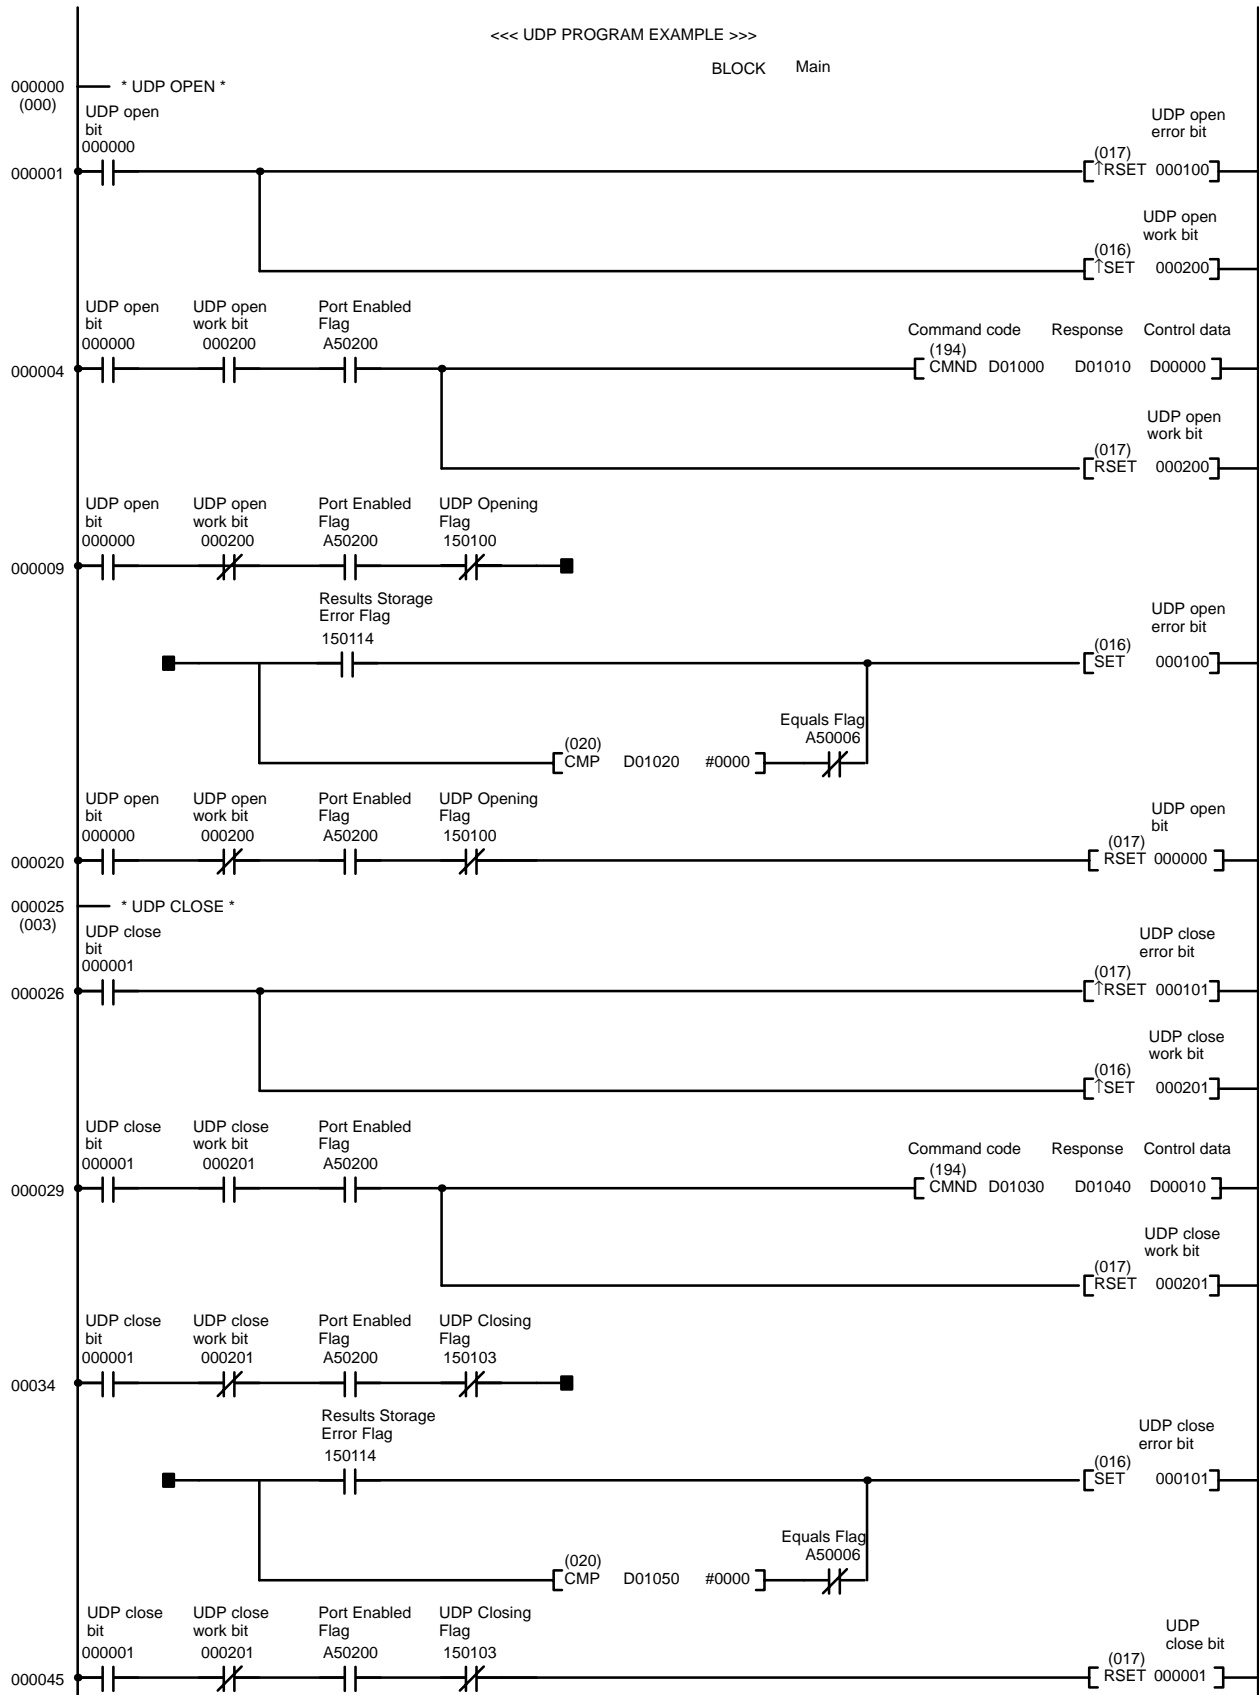 <<< UDP PROGRAM EXAMPLE >>>
BLOCK Main
000000 * UDP OPEN *
(000)
UDP open UDP open
bit error bit
000000 (017)
000001 ↑RSET 000100
UDP open
work bit
(016)
↑SET 000200
UDP open UDP open Port Enabled
bit work bit Flag Command code Response Control data
000000 000200 A50200 (194)
000004 CMND D01000 D01010 D00000
UDP open
work bit
(017)
RSET 000200
UDP open UDP open Port Enabled UDP Opening
bit work bit Flag Flag
000000 000200 A50200 150100
000009
Results Storage UDP open
Error Flag error bit
150114 (016)
SET 000100
Equals Flag
(020) A50006
CMP D01020 #0000
UDP open UDP open Port Enabled UDP Opening UDP open
bit work bit Flag Flag bit
000000 000200 A50200 150100 (017)
000020 RSET 000000
000025 * UDP CLOSE *
(003)
UDP close UDP close
bit error bit
000001 (017)
000026 ↑RSET 000101
UDP close
work bit
(016)
↑SET 000201
UDP close UDP close Port Enabled
bit work bit Flag Command code Response Control data
000001 000201 A50200 (194)
000029 CMND D01030 D01040 D00010
UDP close
work bit
(017)
RSET 000201
UDP close UDP close Port Enabled UDP Closing
bit work bit Flag Flag
000001 000201 A50200 150103
00034
Results Storage UDP close
Error Flag error bit
150114 (016)
SET 000101
Equals Flag
(020) A50006
CMP D01050 #0000
UDP close UDP close Port Enabled UDP Closing UDP
bit work bit Flag Flag close bit
000001 000201 A50200 150103 (017)
000045 RSET 000001